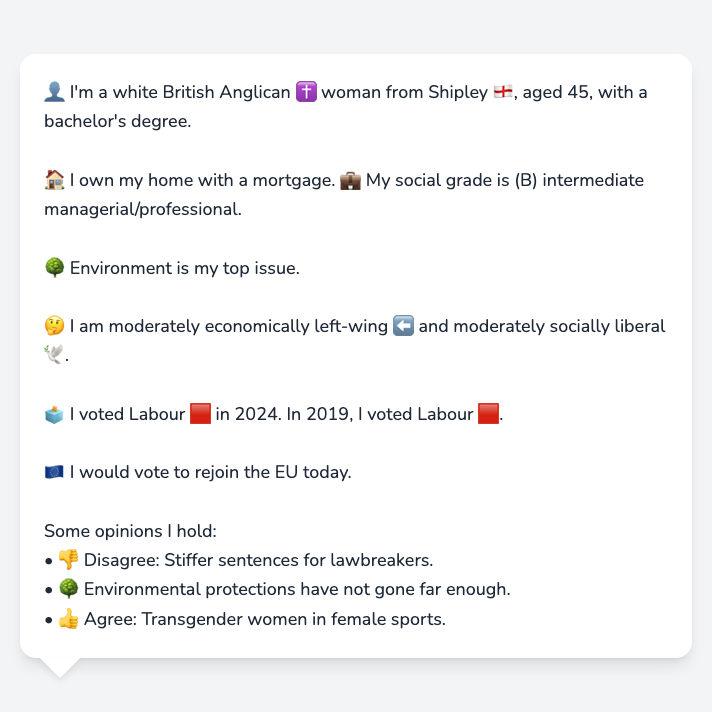 👤 I'm a white British Anglican ✝️ woman from Shipley 🏴󠁧󠁢󠁥󠁮󠁧󠁿, aged 45, with a
bachelor's degree.
🏠 I own my home with a mortgage. 💼 My social grade is (B) intermediate
managerial/professional.
🌳 Environment is my top issue.
🤔 I am moderately economically left-wing ⬅️ and moderately socially liberal
🕊️.
🗳️ I voted Labour 🟥 in 2024. In 2019, I voted Labour 🟥.
🇪🇺 I would vote to rejoin the EU today.
Some opinions I hold:
• 👎 Disagree: Stiffer sentences for lawbreakers.
• 🌳 Environmental protections have not gone far enough.
• 👍 Agree: Transgender women in female sports.